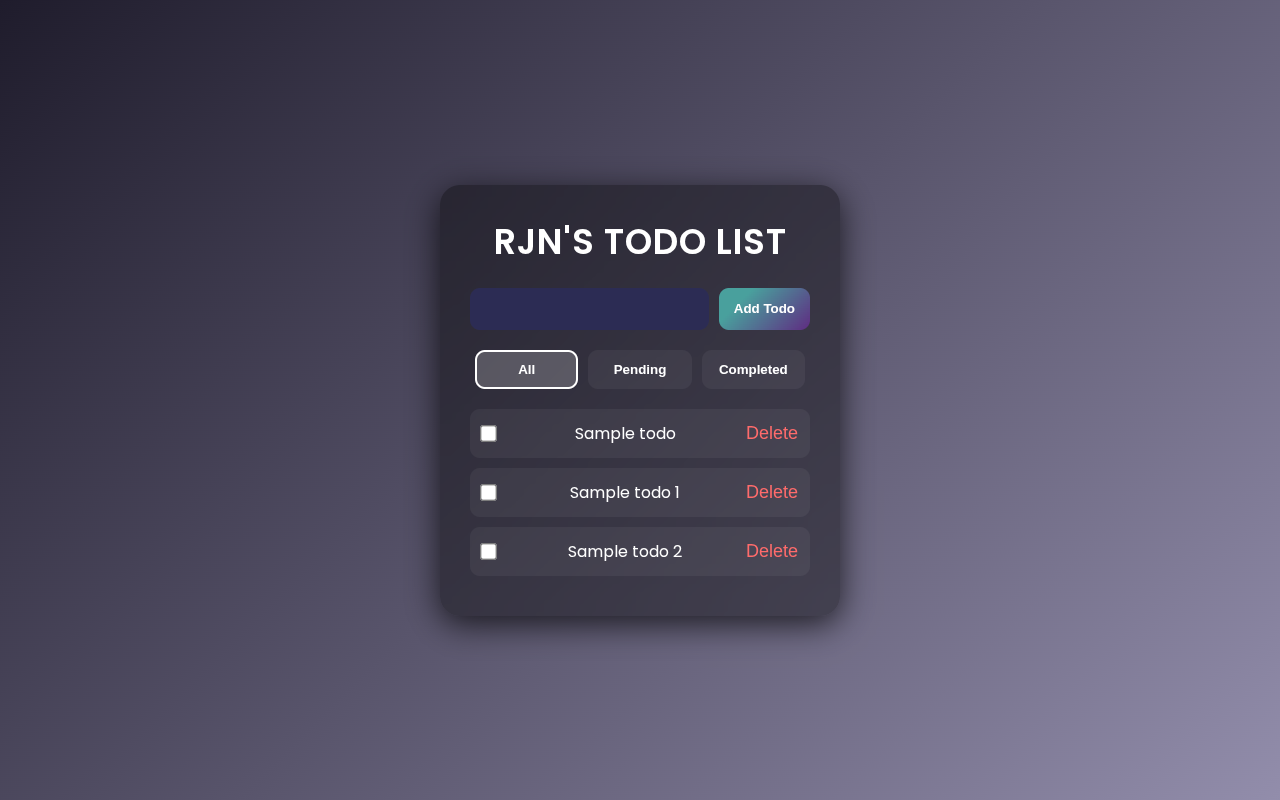 RJN'S TODO LIST
Add Todo
All Pending Completed
Sample todo Delete
Sample todo 1 Delete
Sample todo 2 Delete